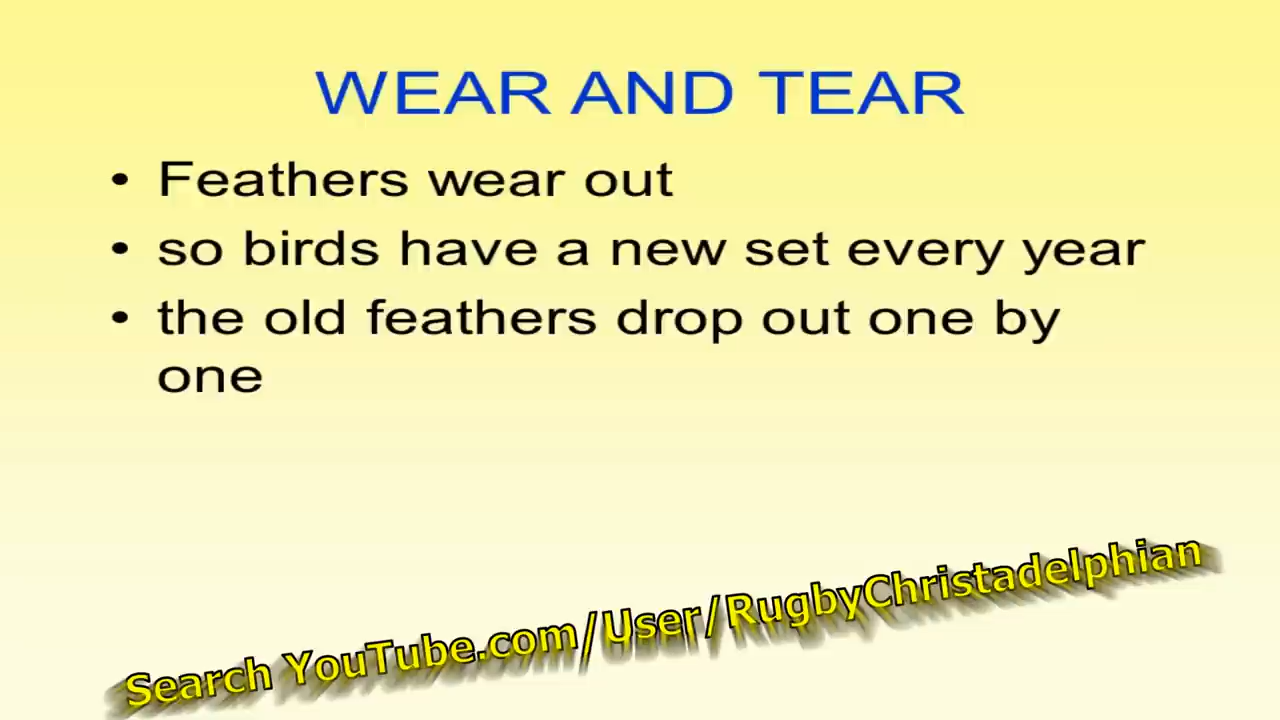 WEAR AND TEAR
• Feathers wear out
• so birds have a new set every year
• the old feathers drop out one by
one
Search YouTube.com/User/RugbyChristadelphian